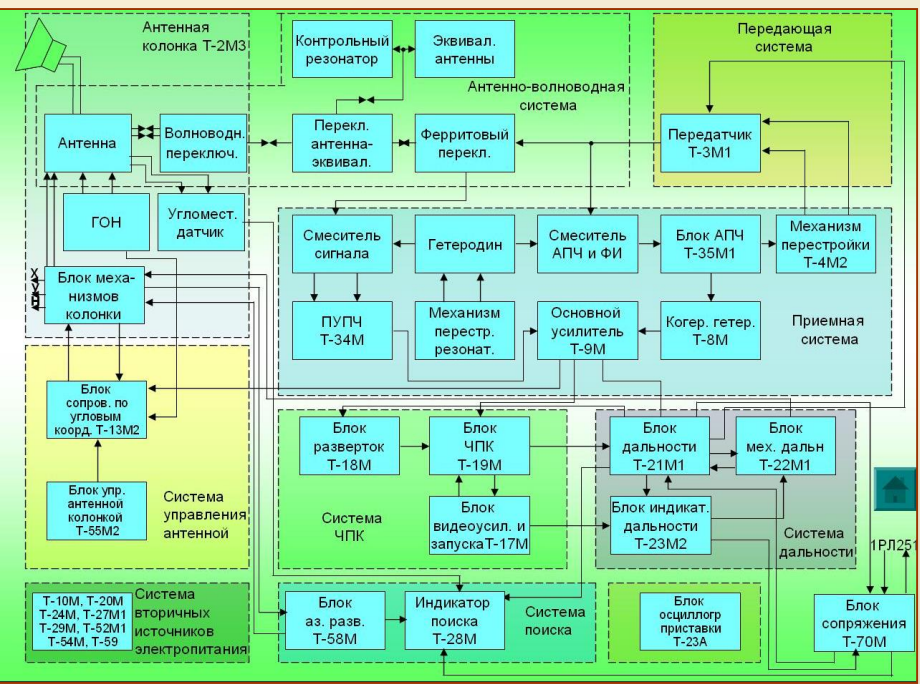 Антенная
колонка Т-2М3
Контрольный
резонатор
Эквивал.
антенны
Антенно-волноводная
система
Передающая
система
Антенна
Волноводн.
переключ.
Перекл.
антенна-
эквивал.
Ферритовый
перекл.
Передатчик
Т-3М1
ГОН
Угломест.
датчик
Смеситель
сигнала
Гетеродин
Смеситель
АПЧ и ФИ
Блок АПЧ
Т-35М1
Механизм
перестройки
Т-4М2
Х
У
Н
Блок меха-
низмов
колонки
ПУПЧ
Т-34М
Механизм
перестр.
резонат.
Основной
усилитель
Т-9М
Когер. гетер.
Т-8М
Приемная
система
Блок
сопров. по
угловым
коорд. Т-13М2
Блок упр.
антенной
колонкой
Т-55М2
Система
управления
антенной
Блок
разверток
Т-18М
Блок
ЧПК
Т-19М
Система
ЧПК
Блок
видеоусил. и
запускаТ-17М
Блок
дальности
Т-21М1
Блок
мех. дальн
Т-22М1
Блок индикат.
дальности
Т-23М2
Система
дальности
1РЛ251
Т-10М, Т-20М
Т-24М, Т-27М1
Т-29М, Т-52М1
Т-54М, Т-59
Система
вторичных
источников
электропитания
Блок
аз. разв.
Т-58М
Индикатор
поиска
Т-28М
Система
поиска
Блок
осциллогр
приставки
Т-23А
Блок
сопряжения
Т-70М